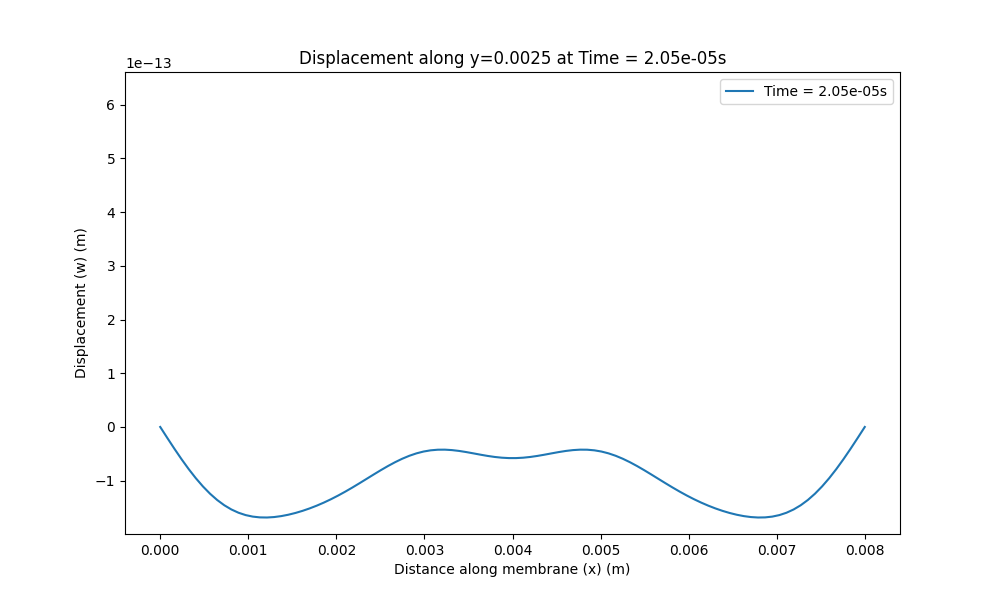 Displacement along y=0.0025 at Time = 2.05e-05s
1e−13
Time = 2.05e-05s
6
5
4
3
2
1
0
−1
Displacement (w) (m)
0.000 0.001 0.002 0.003 0.004 0.005 0.006 0.007 0.008
Distance along membrane (x) (m)